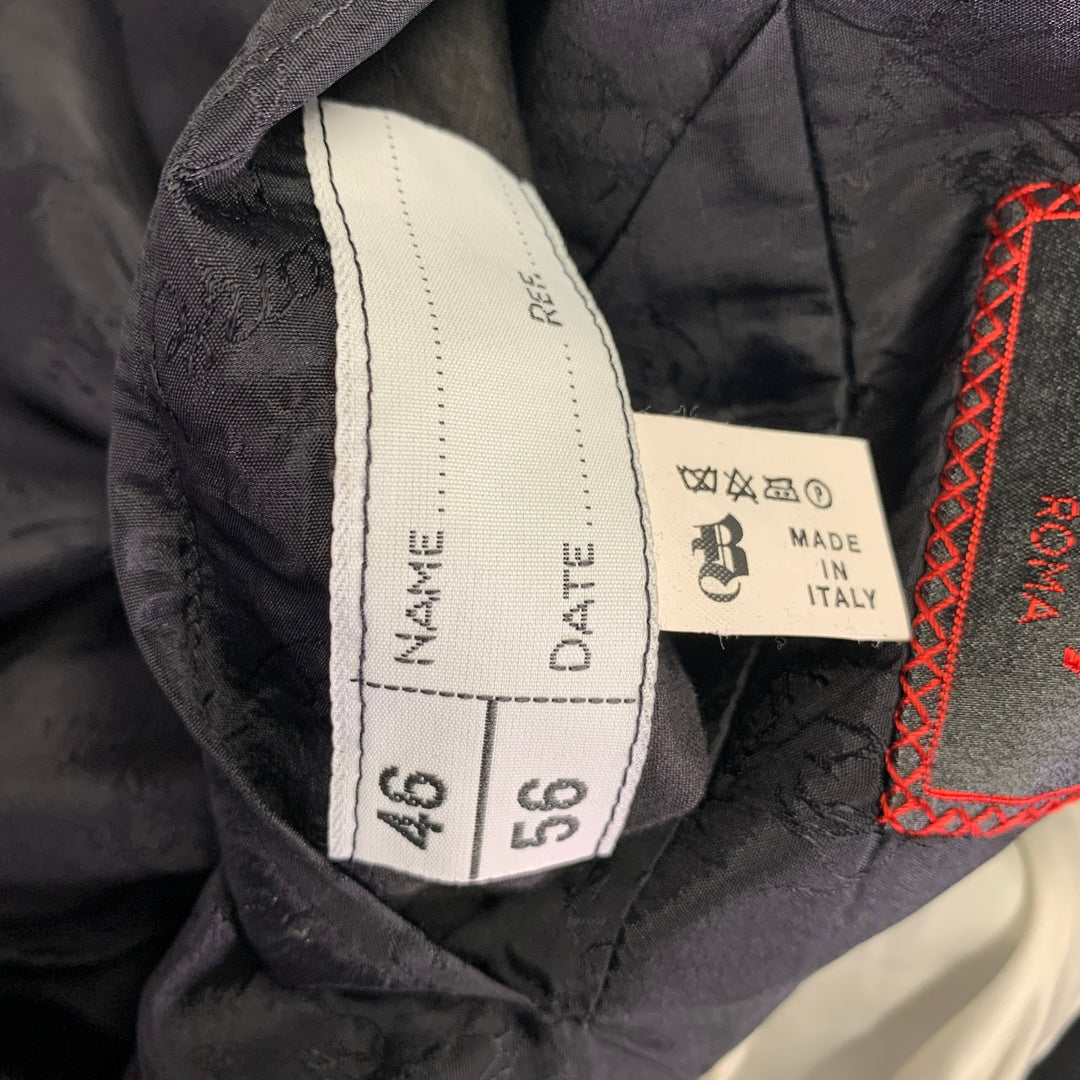 NAME
DATE
REF.
46
56
B
MADE
IN
ITALY
ROMA